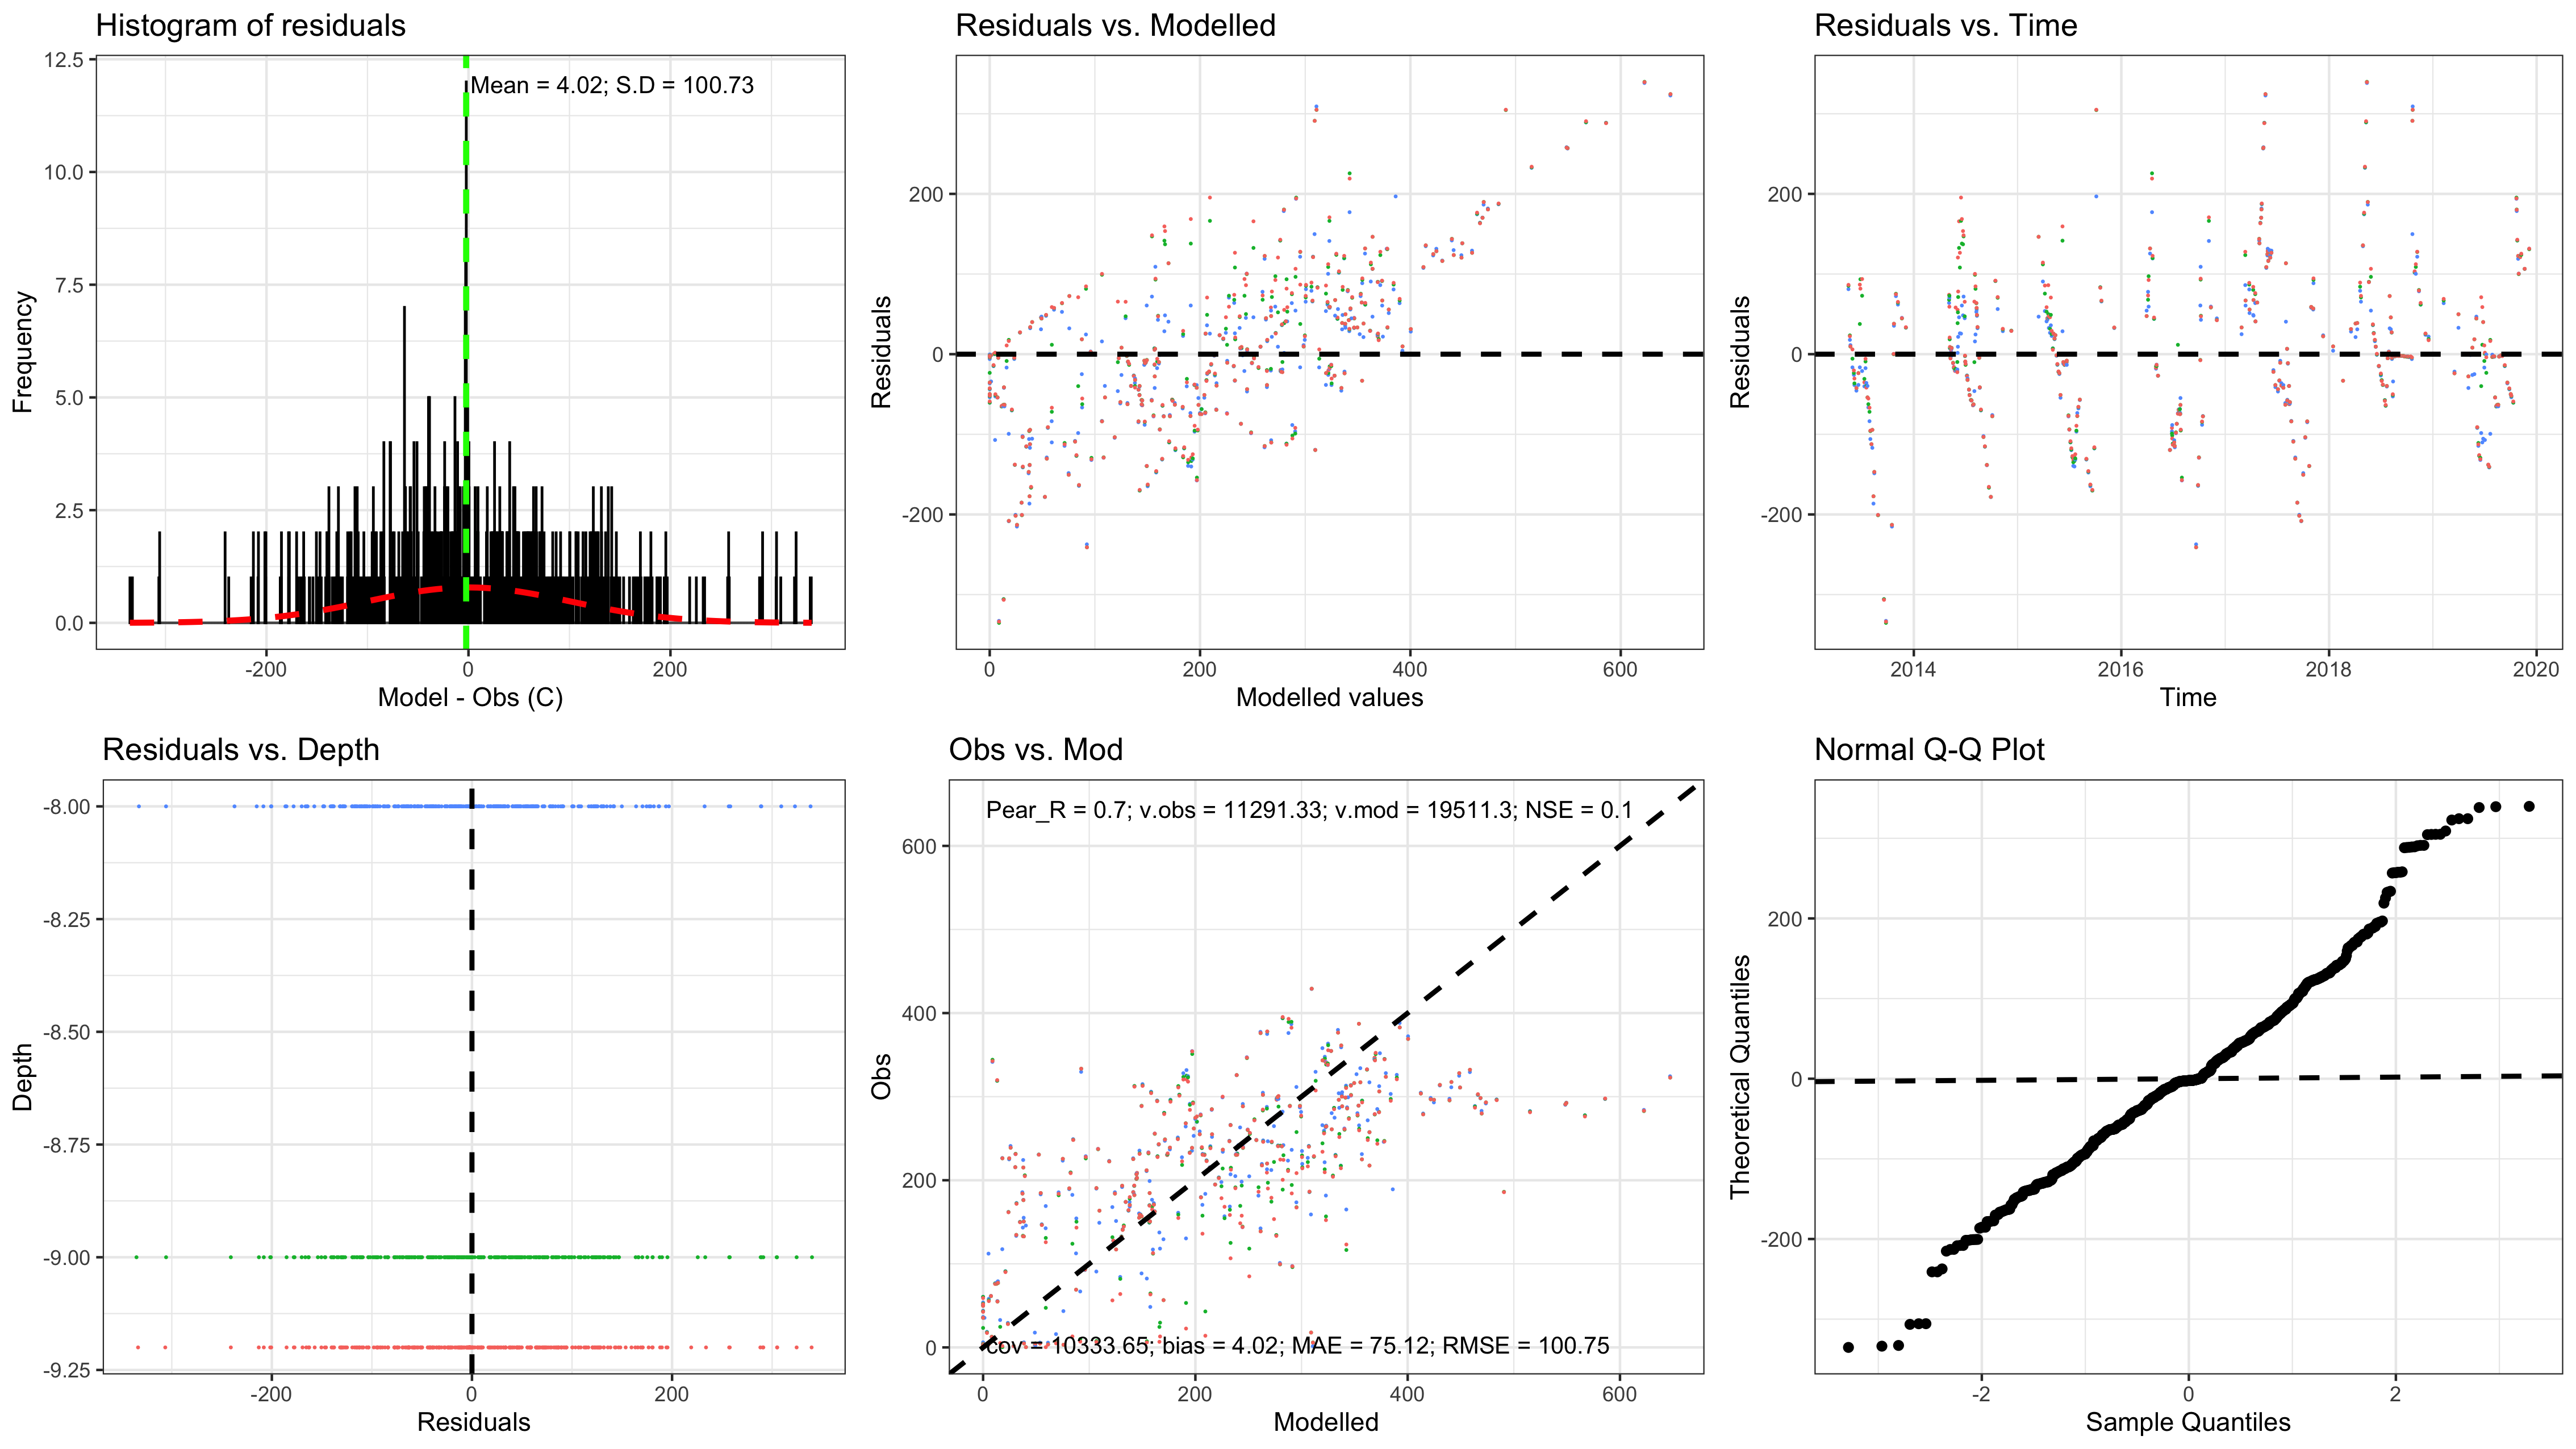 Histogram of residuals
12.5
10.0
7.5
5.0
2.5
0.0
Frequency
Mean = 4.02; S.D = 100.73
-200
0
200
Model - Obs (C)
Residuals vs. Modelled
200
0
-200
Residuals
0
200
400
600
Modelled values
Residuals vs. Time
200
0
-200
Residuals
2014
2016
2018
2020
Time
Residuals vs. Depth
-8.00
-8.25
-8.50
-8.75
-9.00
-9.25
Depth
-200
0
200
Residuals
Obs vs. Mod
600
400
200
0
Obs
Pear_R = 0.7; v.obs = 11291.33; v.mod = 19511.3; NSE = 0.1
cov = 10333.65; bias = 4.02; MAE = 75.12; RMSE = 100.75
0
200
400
600
Modelled
Normal Q-Q Plot
200
0
-200
Theoretical Quantiles
-2
0
2
Sample Quantiles